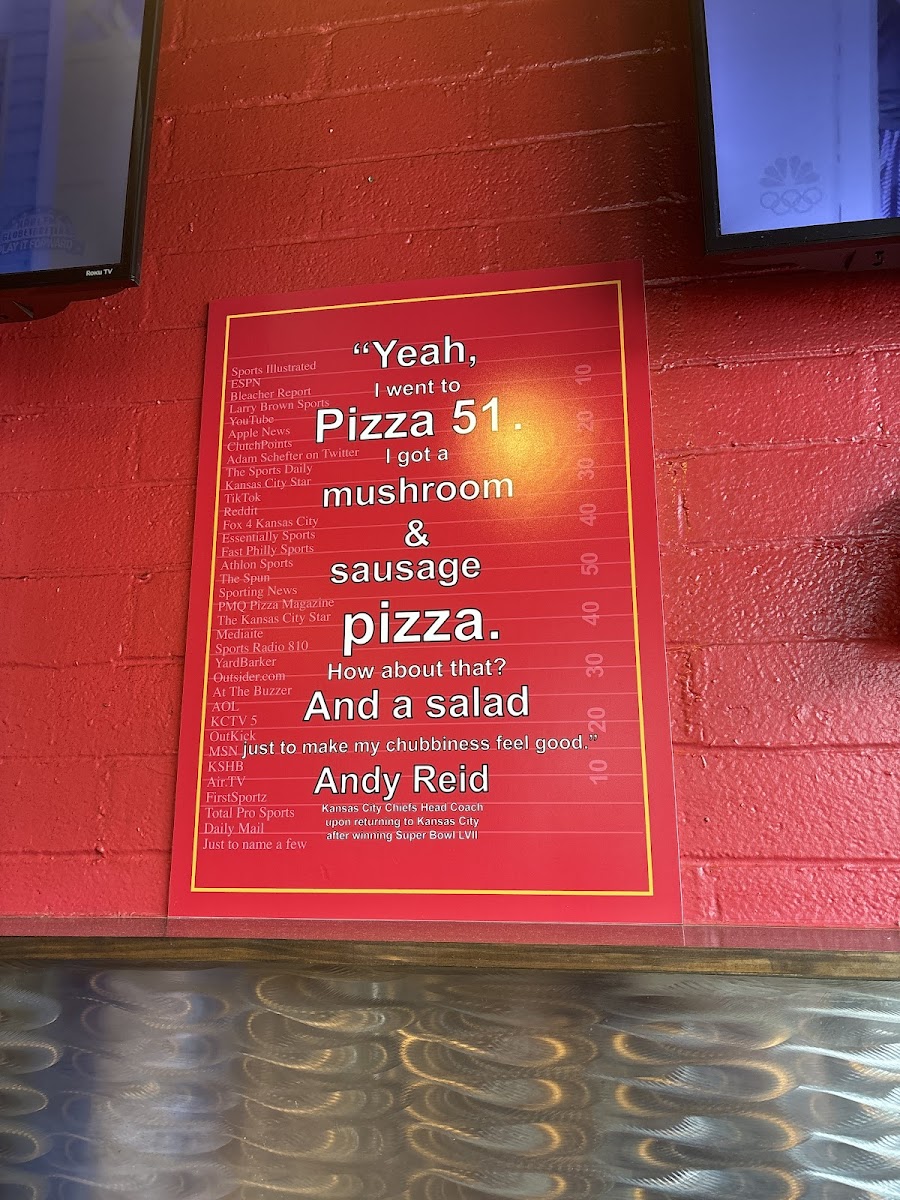 Roku TV
“Yeah,
I went to
Pizza 51.
I got a
mushroom
&
sausage
pizza.
How about that?
And a salad
just to make my chubbiness feel good.”
Andy Reid
Kansas City Chiefs Head Coach
upon returning to Kansas City
after winning Super Bowl LVII
Sports Illustrated
ESPN
Bleacher Report
Larry Brown Sports
YouTube
Apple News
ClutchPoints
Adam Schefter on Twitter
The Sports Daily
Kansas City Star
TikTok
Reddit
Fox 4 Kansas City
Essentially Sports
Fast Philly Sports
Athlon Sports
The Spun
Sporting News
PMQ Pizza Magazine
The Kansas City Star
Mediaite
Sports Radio 810
YardBarker
Outsider.com
At The Buzzer
AOL
KCTV 5
OutKick
MSN
KSHB
Air.TV
FirstSportz
Total Pro Sports
Daily Mail
Just to name a few
10
20
30
40
50
40
30
20
10